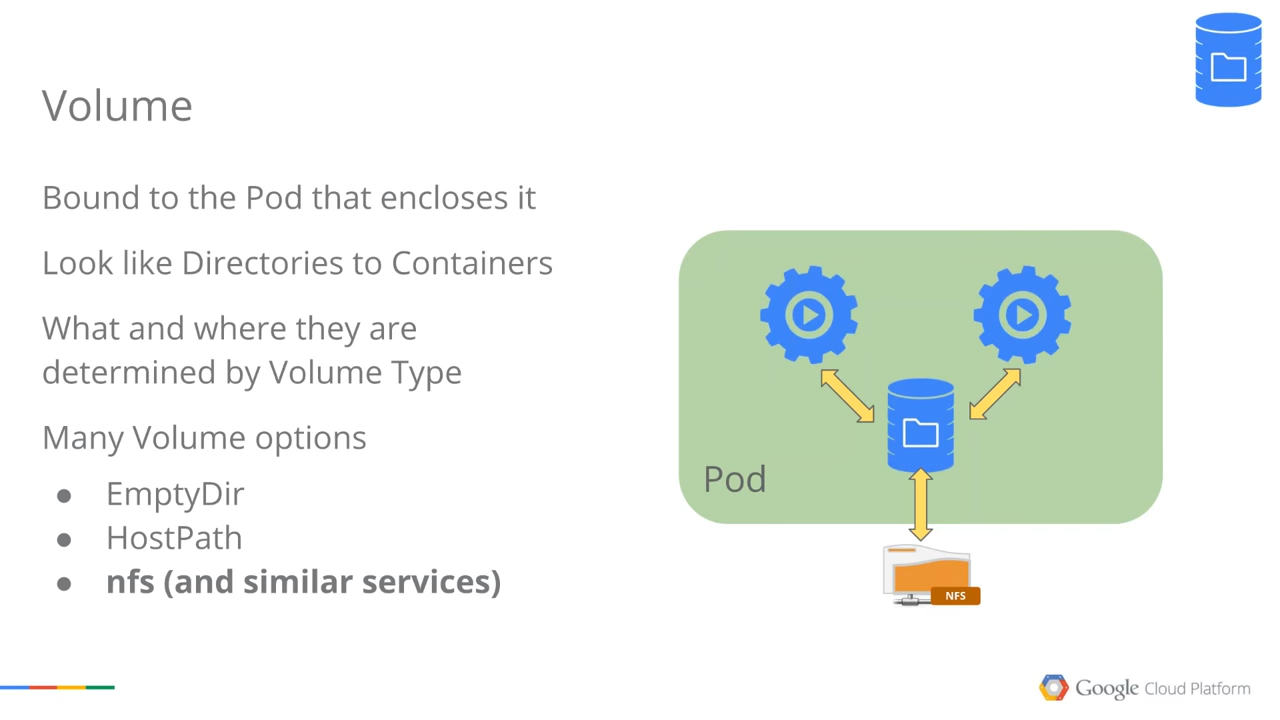 Volume
Bound to the Pod that encloses it
Look like Directories to Containers
What and where they are
determined by Volume Type
Many Volume options
● EmptyDir
● HostPath
● nfs (and similar services)
Pod
NFS
Google Cloud Platform